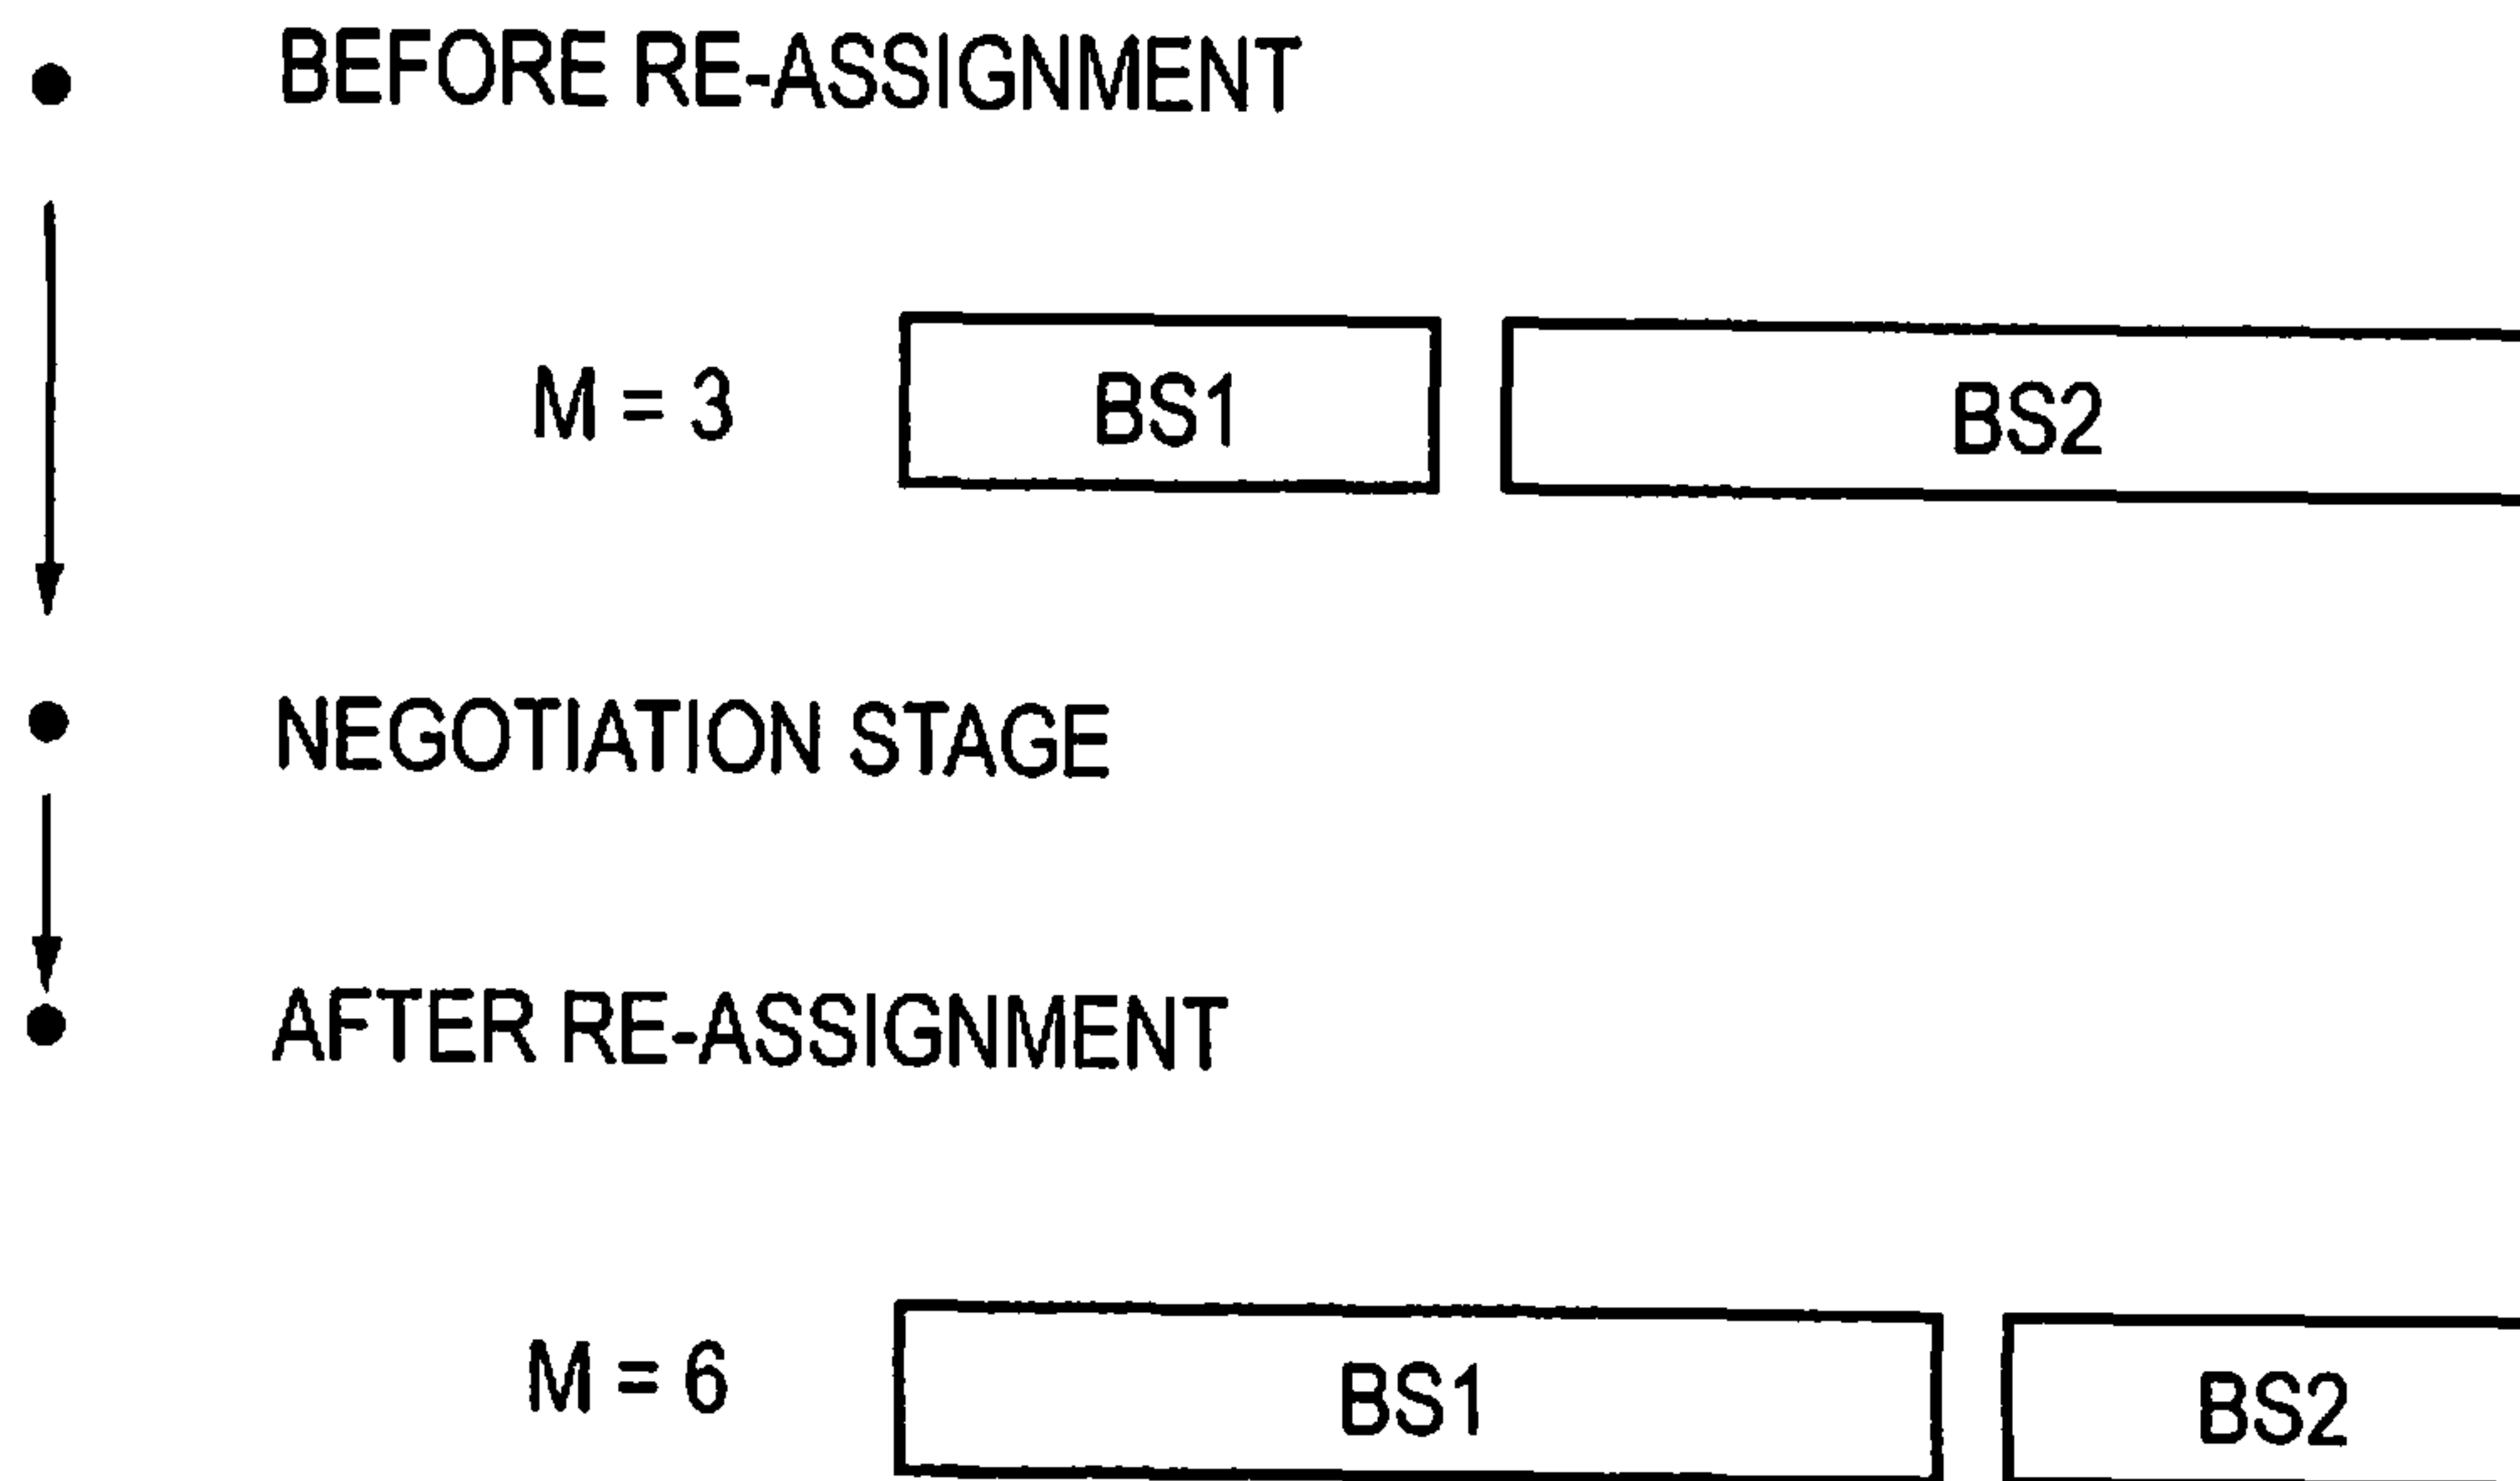 ● BEFORE RE-ASSIGNMENT
M = 3 BS1 BS2
● NEGOTIATION STAGE
● AFTER RE-ASSIGNMENT
M = 6 BS1 BS2